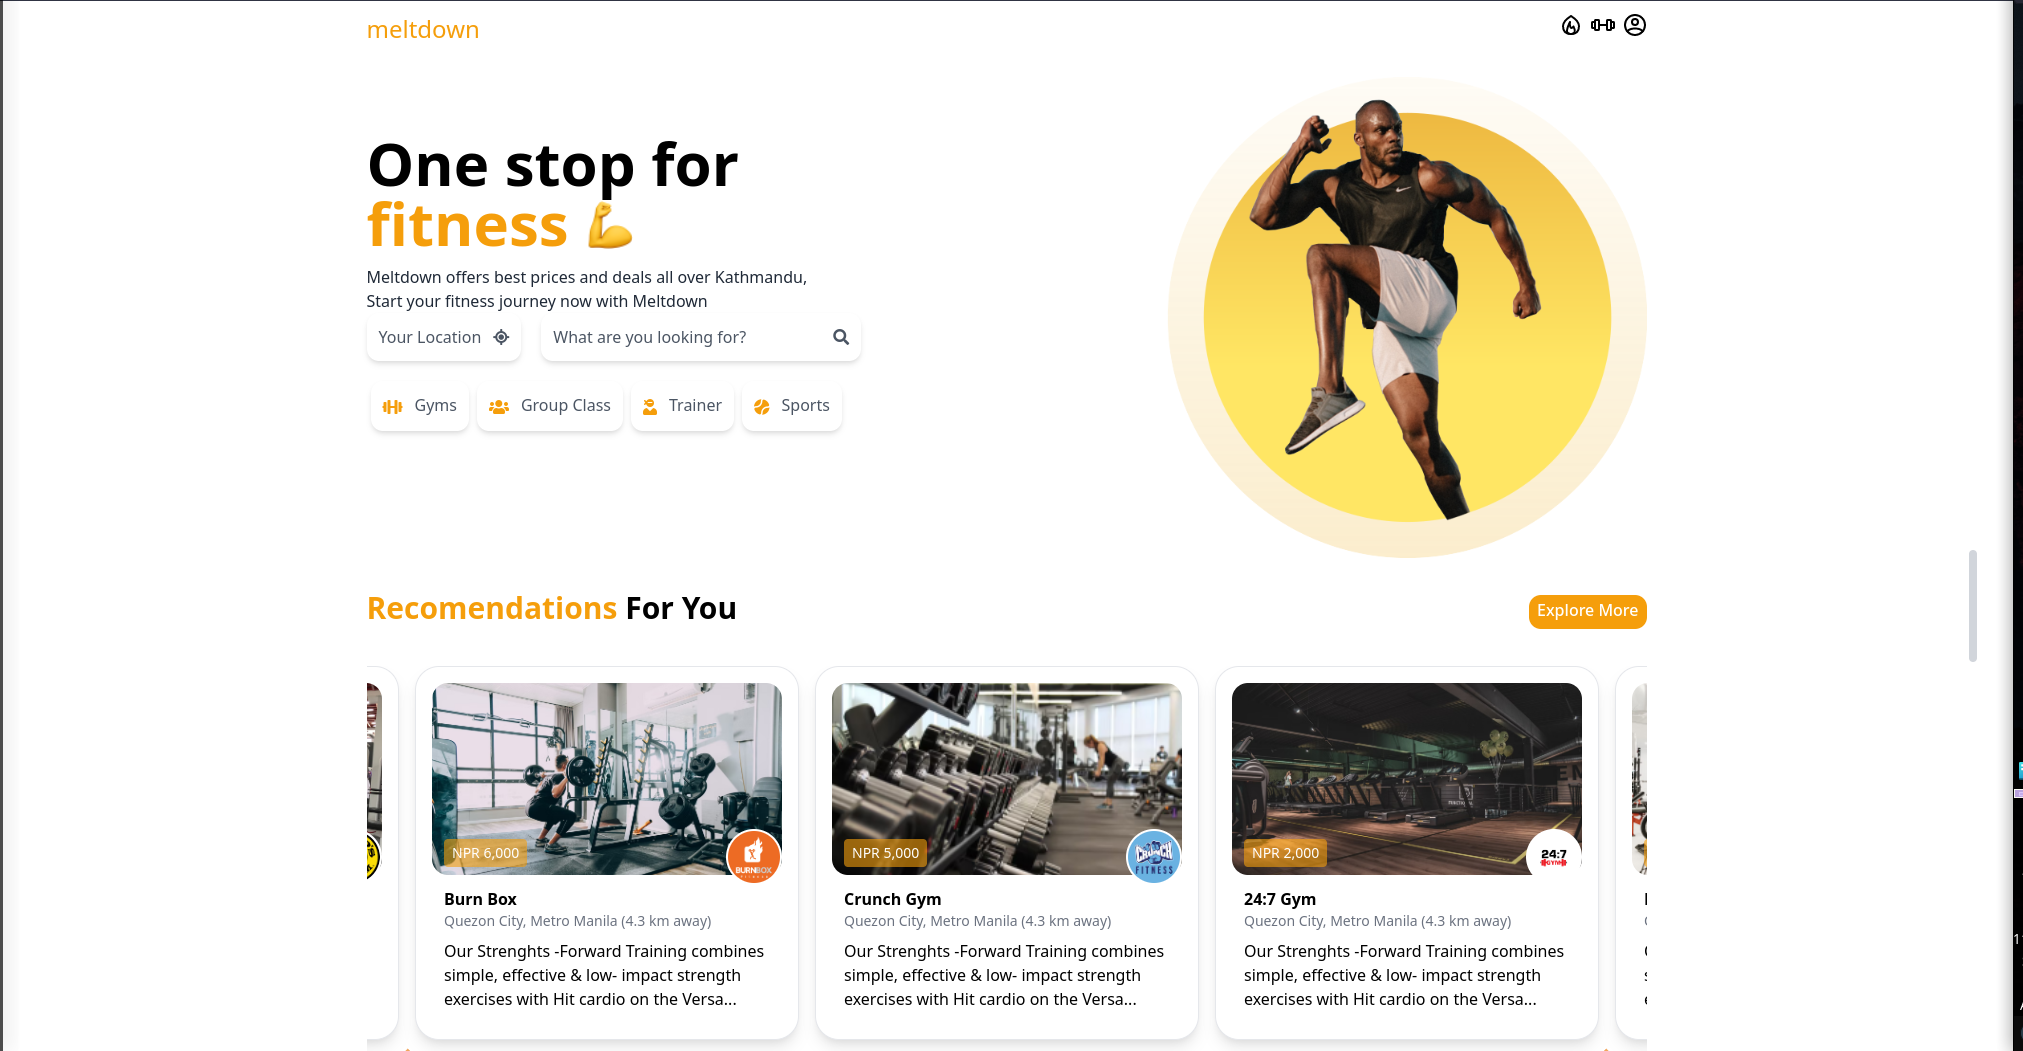 meltdown
One stop for
fitness 💪
Meltdown offers best prices and deals all over Kathmandu,
Start your fitness journey now with Meltdown
Your Location
What are you looking for?
Gyms
Group Class
Trainer
Sports
Recomendations For You
Explore More
NPR 6,000
BURNBOX
Burn Box
Quezon City, Metro Manila (4.3 km away)
Our Strenghts -Forward Training combines
simple, effective & low- impact strength
exercises with Hit cardio on the Versa...
NPR 5,000
CRUNCH
FITNESS
Crunch Gym
Quezon City, Metro Manila (4.3 km away)
Our Strenghts -Forward Training combines
simple, effective & low- impact strength
exercises with Hit cardio on the Versa...
NPR 2,000
24:7
GYM
24:7 Gym
Quezon City, Metro Manila (4.3 km away)
Our Strenghts -Forward Training combines
simple, effective & low- impact strength
exercises with Hit cardio on the Versa...